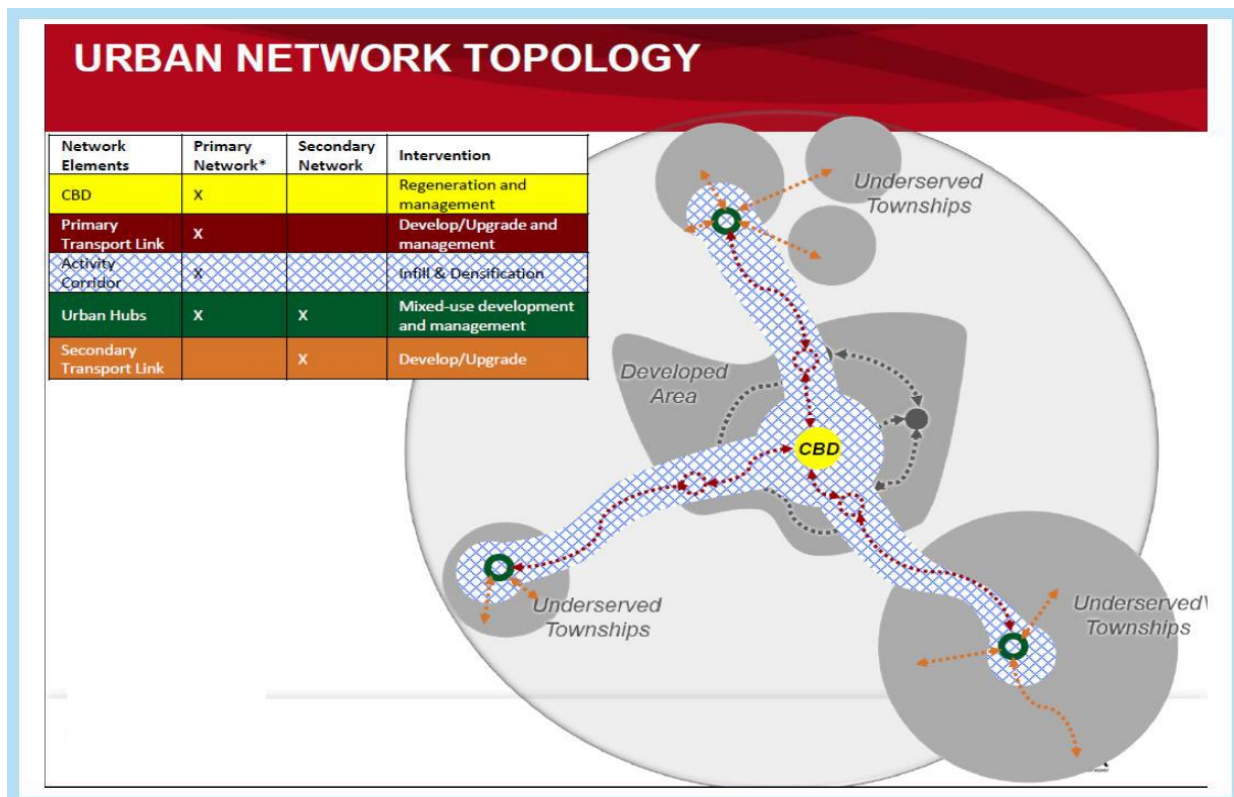 URBAN NETWORK TOPOLOGY
Network Elements Primary Network* Secondary Network Intervention
CBD X Regeneration and management
Primary Transport Link X Develop/Upgrade and management
Activity Corridor X Infill & Densification
Urban Hubs X X Mixed-use development and management
Secondary Transport Link X Develop/Upgrade
Underserved
Townships
Developed
Area
CBD
Underserved
Townships
Underserved
Townships